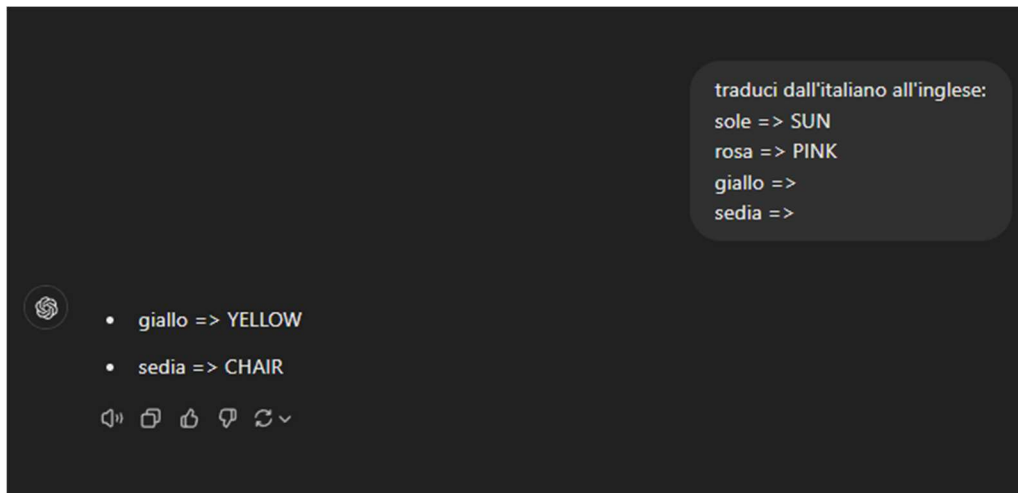 traduci dall'italiano all'inglese:
sole => SUN
rosa => PINK
giallo =>
sedia =>
• giallo => YELLOW
• sedia => CHAIR